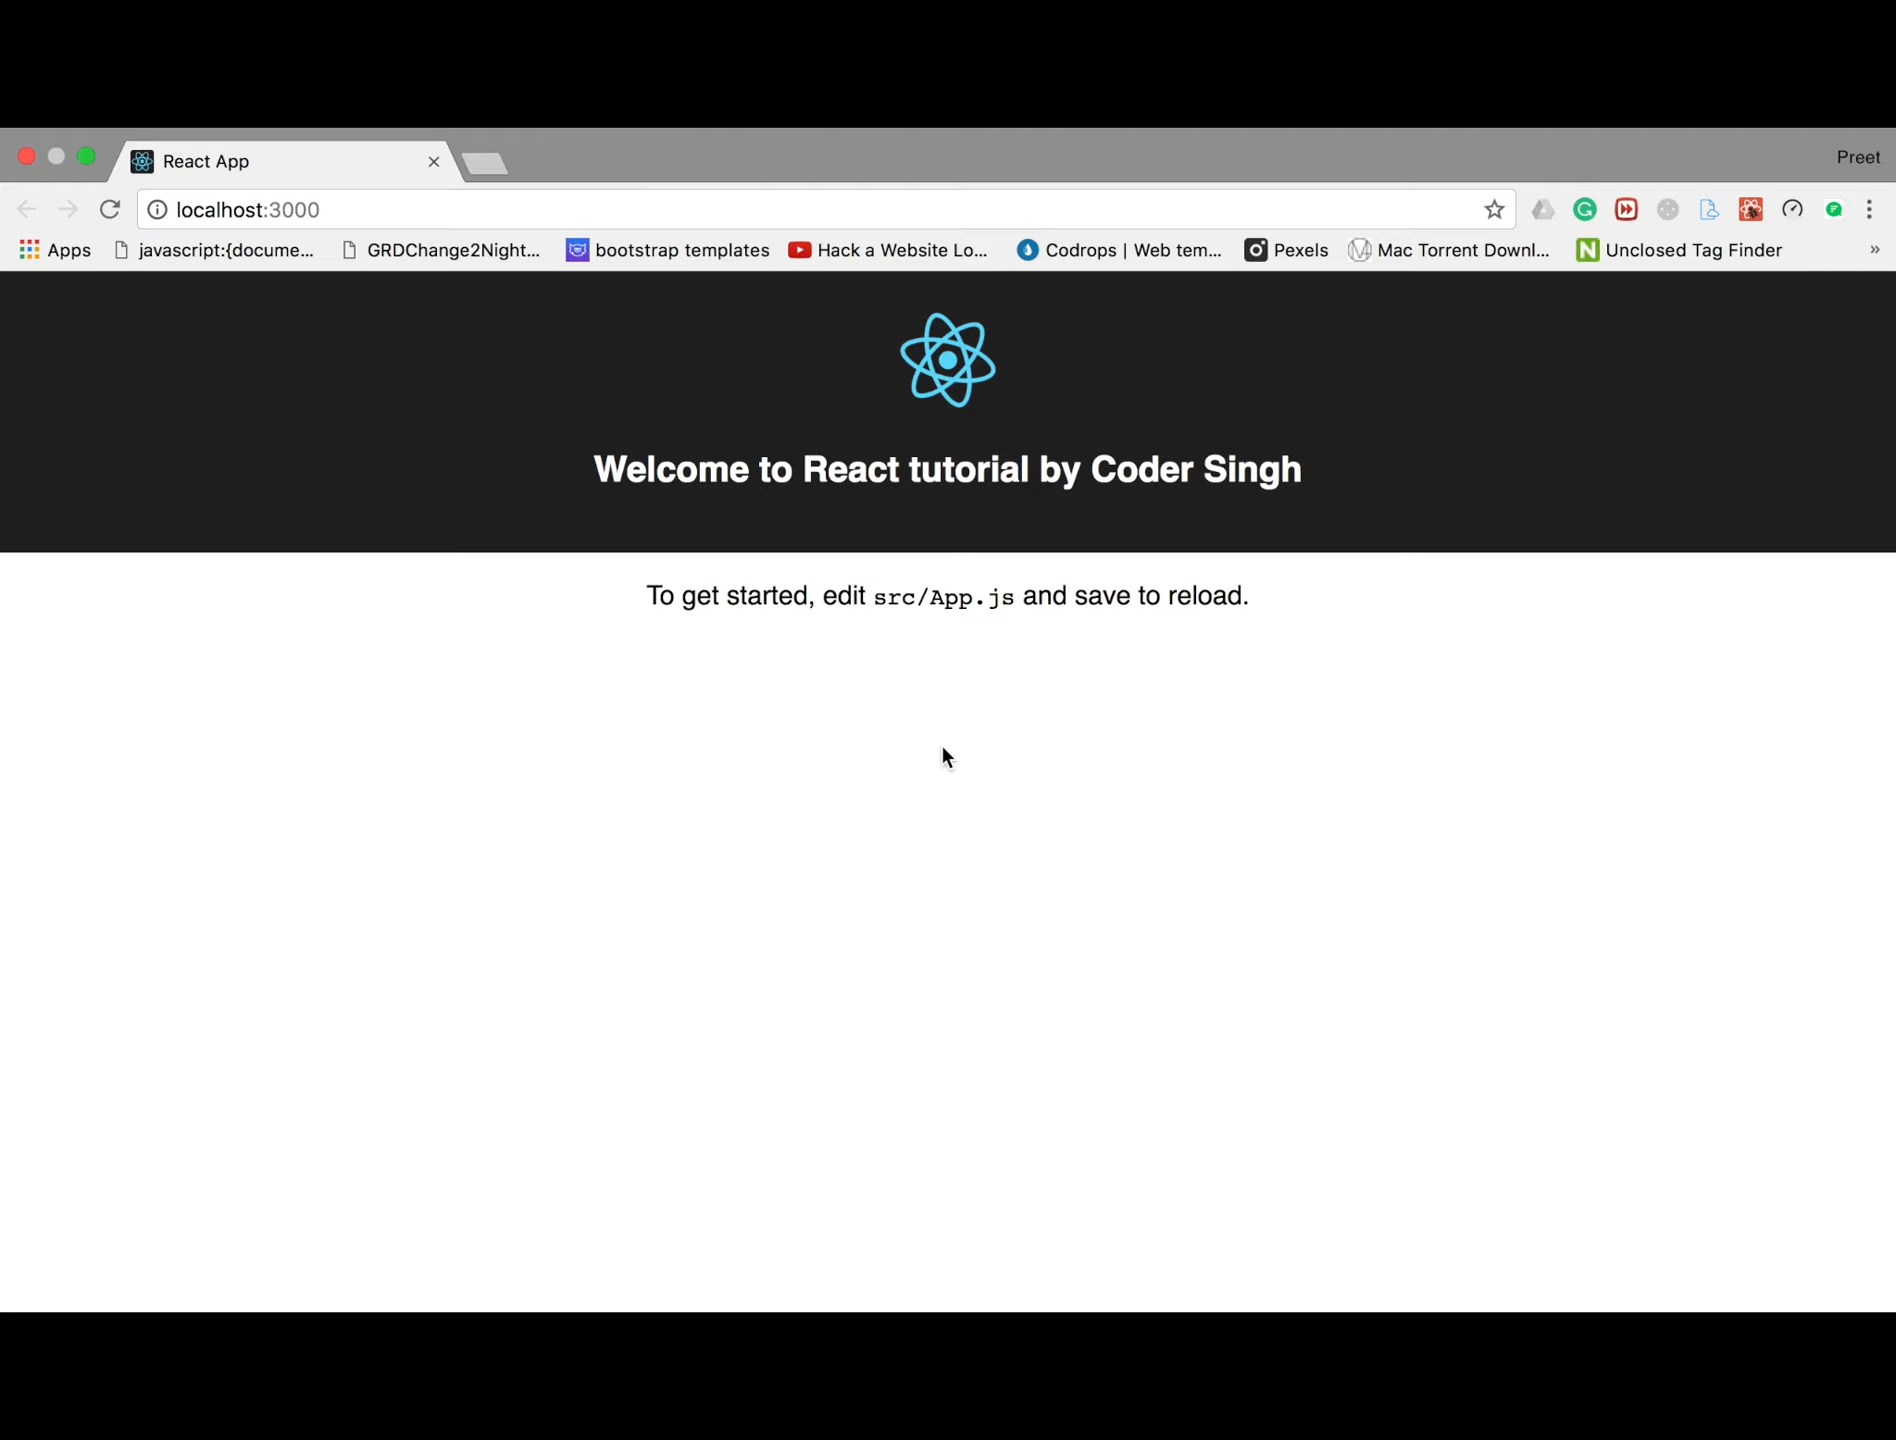 React App
Preet
localhost:3000
Apps javascript:{docume... GRDChange2Night... bootstrap templates Hack a Website Lo... Codrops | Web tem... Pexels Mac Torrent Downl... Unclosed Tag Finder »
Welcome to React tutorial by Coder Singh
To get started, edit src/App.js and save to reload.